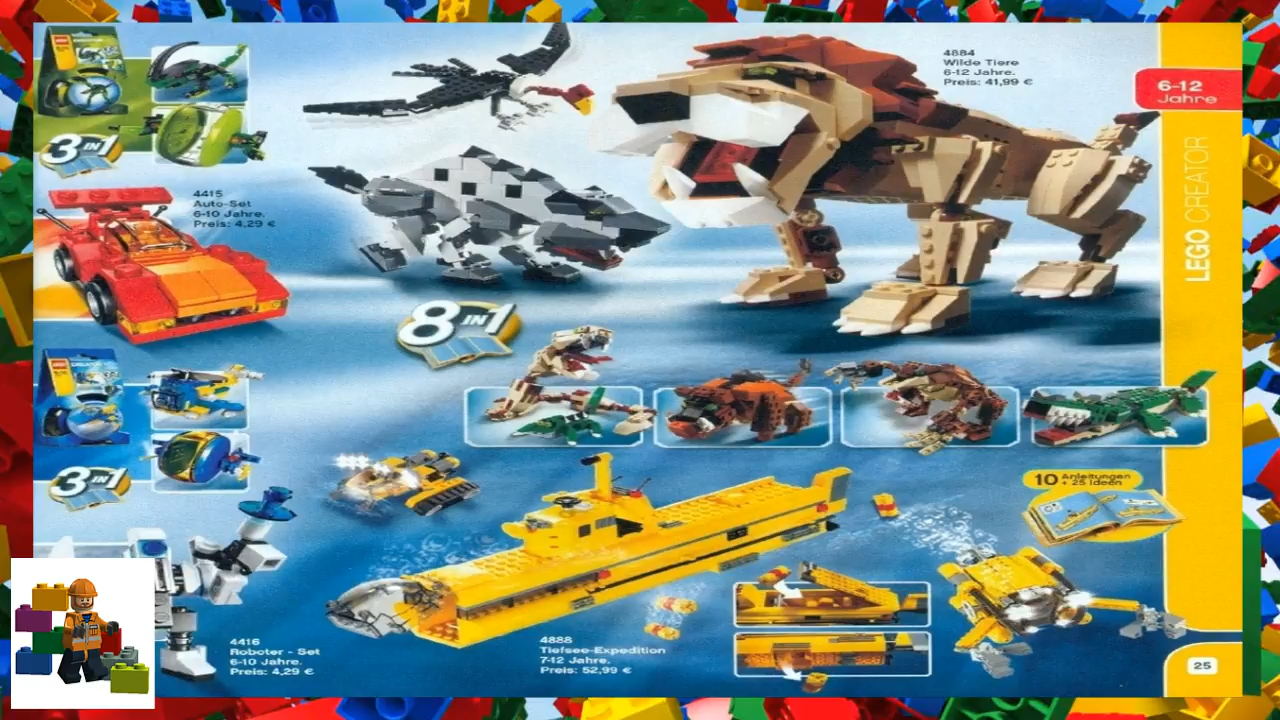 4884
Wilde Tiere
6-12 Jahre.
Preis: 41,99 €
6-12
Jahre
LEGO CREATOR
3 IN 1
4415
Auto-Set
6-10 Jahre.
Preis: 4,29 €
8 IN 1
3 IN 1
10 Anleitungen
+ 25 Ideen
4416
Roboter - Set
6-10 Jahre.
Preis: 4,29 €
4888
Tiefsee-Expedition
7-12 Jahre.
Preis: 52,99 €
25